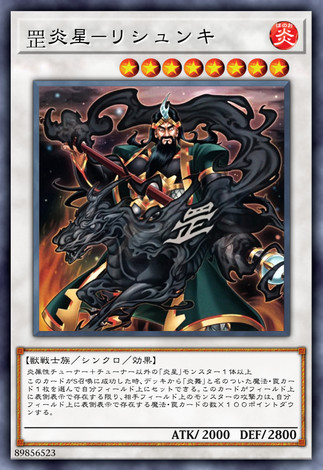 罡炎星－リシュンキ
ほのお
炎
罡
【獣戦士族／シンクロ／効果】
炎属性チューナー＋チューナー以外の「炎星」モンスター１体以上
このカードがS召喚に成功した時、デッキから「炎舞」と名のついた魔法・罠カー
ド１枚を選んで自分フィールド上にセットできる。このカードがフィールド上
に表側表示で存在する限り、相手フィールド上のモンスターの攻撃力は、自分フ
ィールド上に表側表示で存在する魔法・罠カードの数×１００ポイントダウ
ンする。
ATK/ 2000 DEF/ 2800
89856523